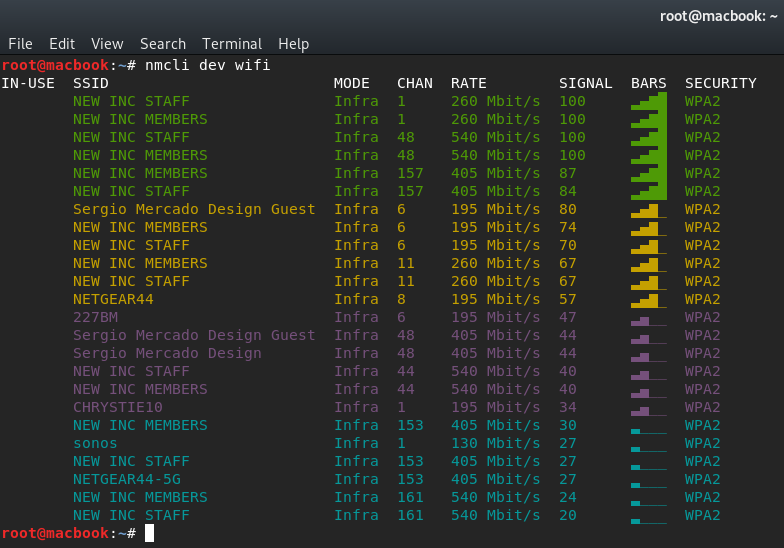 root@macbook: ~
File Edit View Search Terminal Help
root@macbook:~# nmcli dev wifi
IN-USE SSID MODE CHAN RATE SIGNAL BARS SECURITY
NEW INC STAFF Infra 1 260 Mbit/s 100 WPA2
NEW INC MEMBERS Infra 1 260 Mbit/s 100 WPA2
NEW INC STAFF Infra 48 540 Mbit/s 100 WPA2
NEW INC MEMBERS Infra 48 540 Mbit/s 100 WPA2
NEW INC MEMBERS Infra 157 405 Mbit/s 87 WPA2
NEW INC STAFF Infra 157 405 Mbit/s 84 WPA2
Sergio Mercado Design Guest Infra 6 195 Mbit/s 80 WPA2
NEW INC MEMBERS Infra 6 195 Mbit/s 74 WPA2
NEW INC STAFF Infra 6 195 Mbit/s 70 WPA2
NEW INC MEMBERS Infra 11 260 Mbit/s 67 WPA2
NEW INC STAFF Infra 11 260 Mbit/s 67 WPA2
NETGEAR44 Infra 8 195 Mbit/s 57 WPA2
227BM Infra 6 195 Mbit/s 47 WPA2
Sergio Mercado Design Guest Infra 48 405 Mbit/s 44 WPA2
Sergio Mercado Design Infra 48 405 Mbit/s 44 WPA2
NEW INC STAFF Infra 44 540 Mbit/s 40 WPA2
NEW INC MEMBERS Infra 44 540 Mbit/s 40 WPA2
CHRYSTIE10 Infra 1 195 Mbit/s 34 WPA2
NEW INC MEMBERS Infra 153 405 Mbit/s 30 WPA2
sonos Infra 1 130 Mbit/s 27 WPA2
NEW INC STAFF Infra 153 405 Mbit/s 27 WPA2
NETGEAR44-5G Infra 153 405 Mbit/s 27 WPA2
NEW INC MEMBERS Infra 161 540 Mbit/s 24 WPA2
NEW INC STAFF Infra 161 540 Mbit/s 20 WPA2
root@macbook:~#